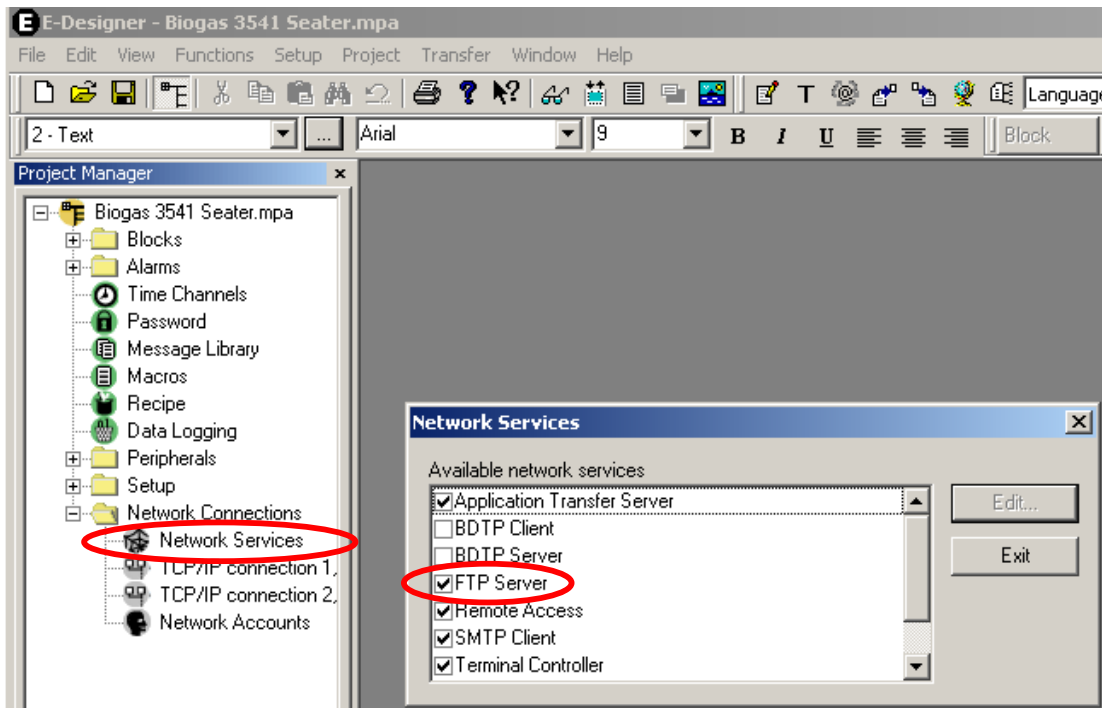 E-Designer - Biogas 3541 Seater.mpa
File Edit View Functions Setup Project Transfer Window Help
Language
2 - Text ... Arial 9 B I U Block
Project Manager
Biogas 3541 Seater.mpa
Blocks
Alarms
Time Channels
Password
Message Library
Macros
Recipe
Data Logging
Peripherals
Setup
Network Connections
Network Services
TCP/IP connection 1,
TCP/IP connection 2,
Network Accounts
Network Services
Available network services
Application Transfer Server
BDTP Client
BDTP Server
FTP Server
Remote Access
SMTP Client
Terminal Controller
Edit...
Exit